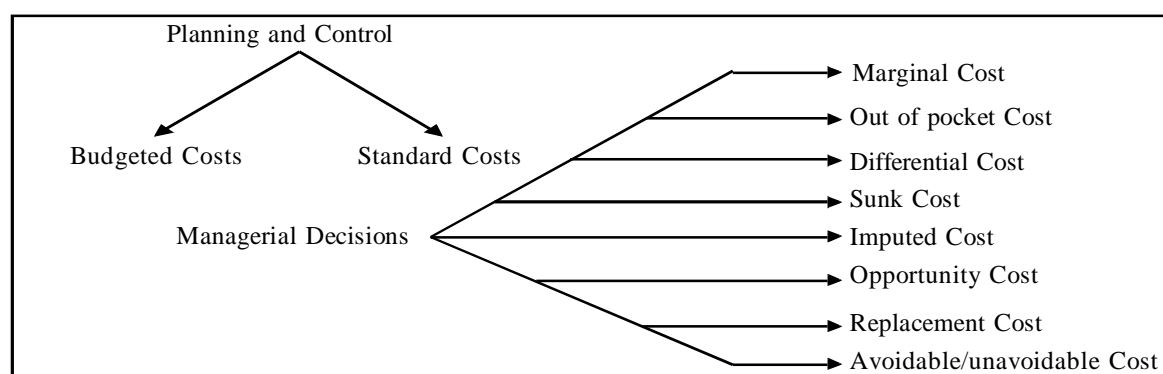 Planning and Control
Budgeted Costs
Standard Costs
Managerial Decisions
Marginal Cost
Out of pocket Cost
Differential Cost
Sunk Cost
Imputed Cost
Opportunity Cost
Replacement Cost
Avoidable/unavoidable Cost